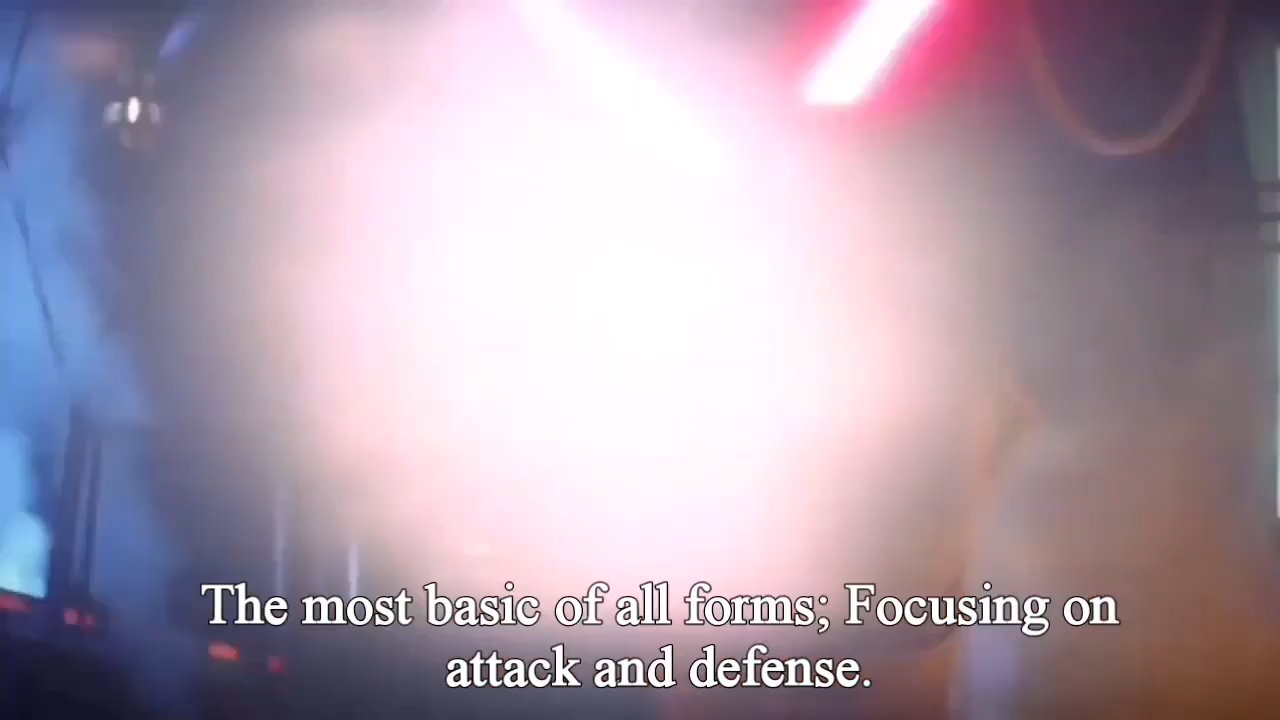 The most basic of all forms; Focusing on
attack and defense.